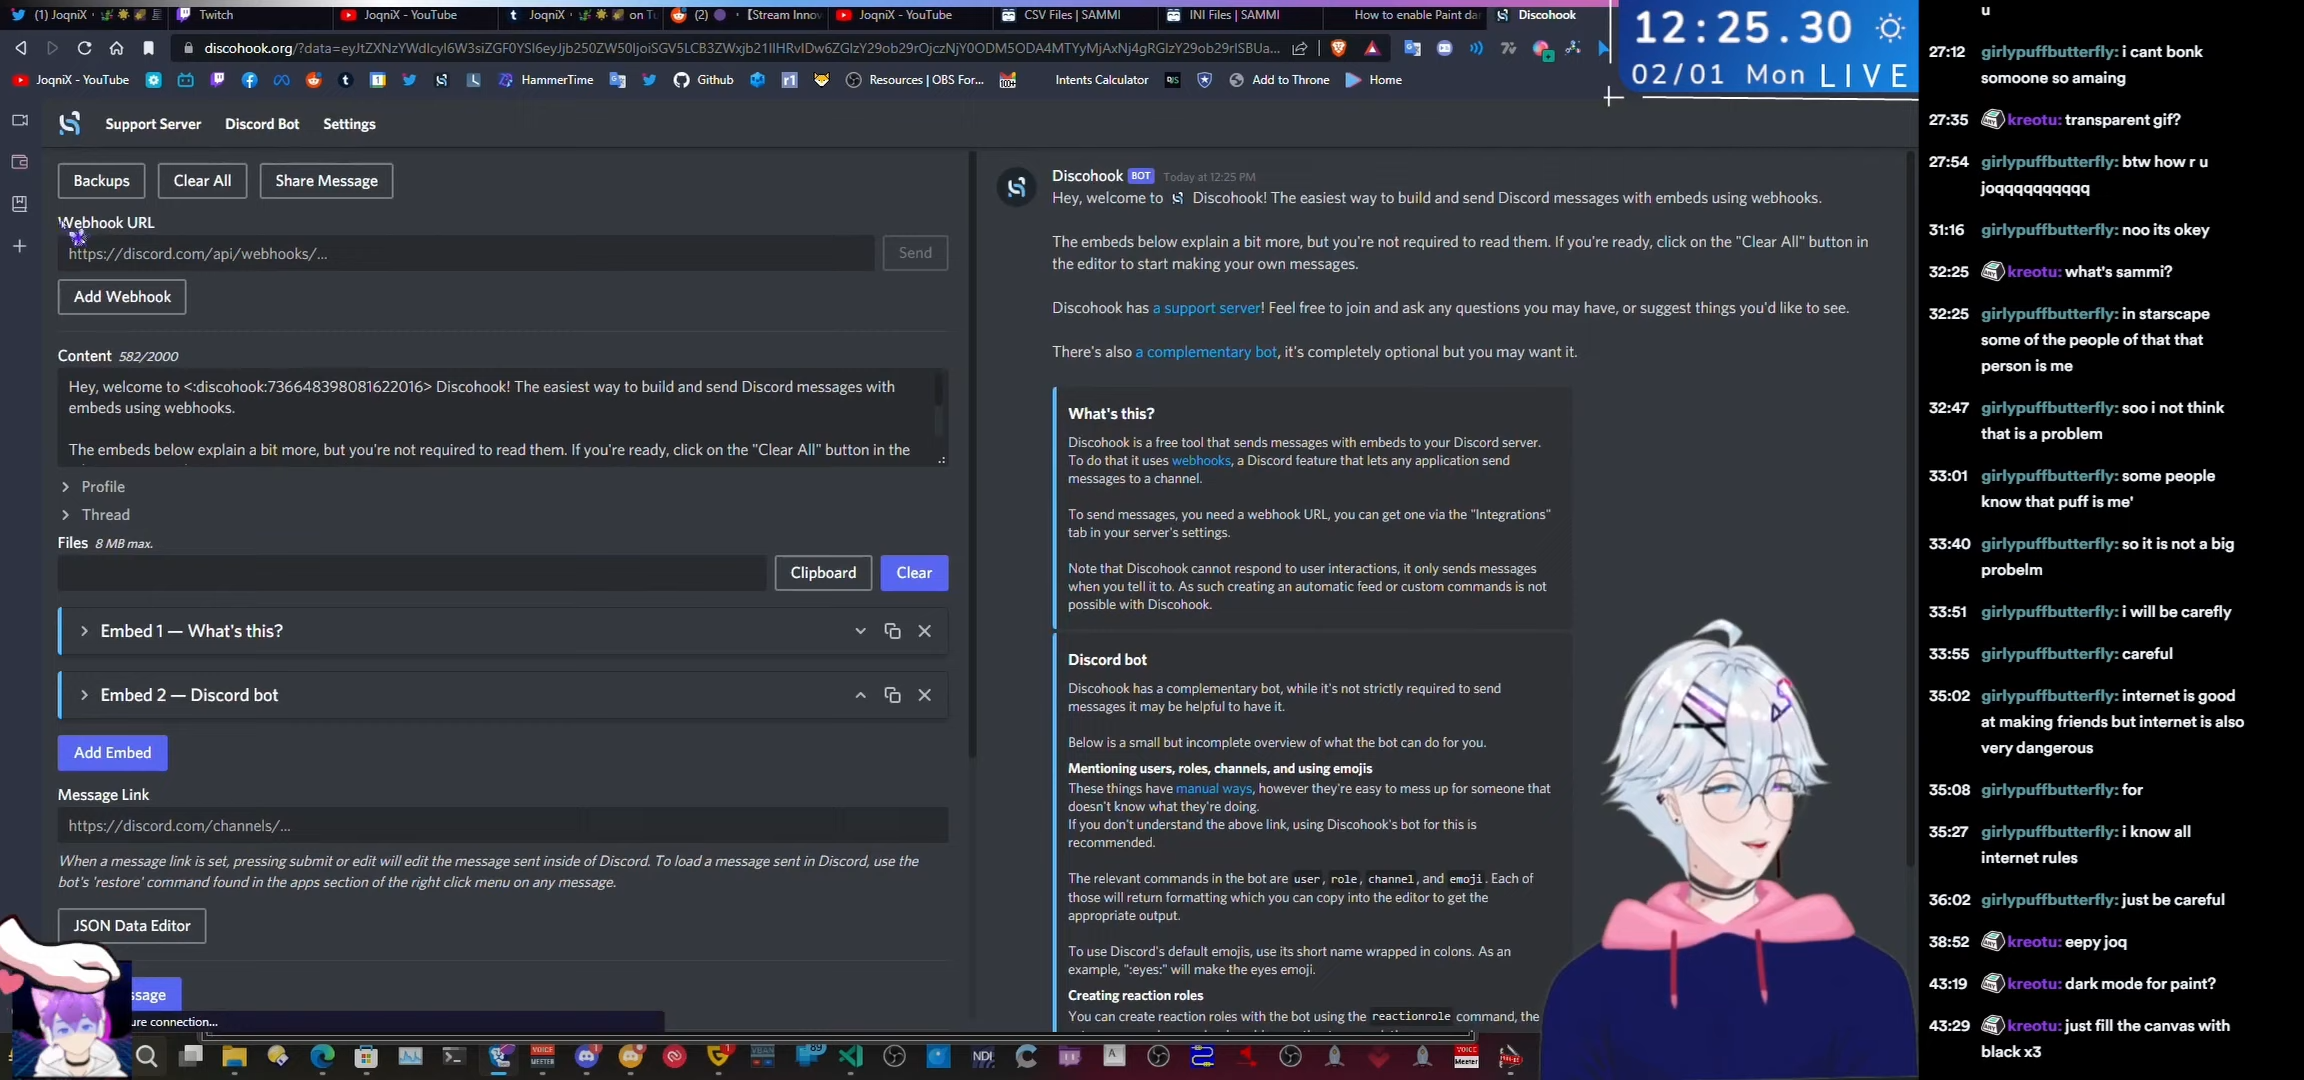 (1) JoqniX
Twitch
JoqniX - YouTube
JoqniX
on Tu
(2)
[Stream Innov
JoqniX - YouTube
CSV Files | SAMMI
INI Files | SAMMI
How to enable Paint dar
Discohook
discohook.org/?data=
JoqniX - YouTube
HammerTime
Github
Resources | OBS For...
Intents Calculator
Add to Throne
Home
12:25.30
02/01 Mon LIVE
Support Server
Discord Bot
Settings
Backups
Clear All
Share Message
Webhook URL
https://discord.com/api/webhooks/...
Send
Add Webhook
Content 582/2000
Hey, welcome to <:discohook:736648398081622016> Discohook! The easiest way to build and send Discord messages with
embeds using webhooks.
The embeds below explain a bit more, but you're not required to read them. If you're ready, click on the "Clear All" button in the
Profile
Thread
Files 8 MB max.
Clipboard
Clear
Embed 1 — What's this?
Embed 2 — Discord bot
Add Embed
Message Link
https://discord.com/channels/...
When a message link is set, pressing submit or edit will edit the message sent inside of Discord. To load a message sent in Discord, use the
bot's 'restore' command found in the apps section of the right click menu on any message.
JSON Data Editor
ssage
ure connection...
Discohook BOT Today at 12:25 PM
Hey, welcome to Discohook! The easiest way to build and send Discord messages with embeds using webhooks.
The embeds below explain a bit more, but you're not required to read them. If you're ready, click on the "Clear All" button in
the editor to start making your own messages.
Discohook has a support server! Feel free to join and ask any questions you may have, or suggest things you'd like to see.
There's also a complementary bot, it's completely optional but you may want it.
What's this?
Discohook is a free tool that sends messages with embeds to your Discord server.
To do that it uses webhooks, a Discord feature that lets any application send
messages to a channel.
To send messages, you need a webhook URL, you can get one via the "Integrations"
tab in your server's settings.
Note that Discohook cannot respond to user interactions, it only sends messages
when you tell it to. As such creating an automatic feed or custom commands is not
possible with Discohook.
Discord bot
Discohook has a complementary bot, while it's not strictly required to send
messages it may be helpful to have it.
Below is a small but incomplete overview of what the bot can do for you.
Mentioning users, roles, channels, and using emojis
These things have manual ways, however they're easy to mess up for someone that
doesn't know what they're doing.
If you don't understand the above link, using Discohook's bot for this is
recommended.
The relevant commands in the bot are user, role, channel, and emoji. Each of
those will return formatting which you can copy into the editor to get the
appropriate output.
To use Discord's default emojis, use its short name wrapped in colons. As an
example, ":eyes:" will make the eyes emoji.
Creating reaction roles
You can create reaction roles with the bot using the reactionrole command, the
u
27:12 girlypuffbutterfly: i cant bonk
somoone so amaing
27:35 kreotu: transparent gif?
27:54 girlypuffbutterfly: btw how r u
joqqqqqqqqqq
31:16 girlypuffbutterfly: noo its okey
32:25 kreotu: what's sammi?
32:25 girlypuffbutterfly: in starscape
some of the people of that that
person is me
32:47 girlypuffbutterfly: soo i not think
that is a problem
33:01 girlypuffbutterfly: some people
know that puff is me'
33:40 girlypuffbutterfly: so it is not a big
probelm
33:51 girlypuffbutterfly: i will be carefly
33:55 girlypuffbutterfly: careful
35:02 girlypuffbutterfly: internet is good
at making friends but internet is also
very dangerous
35:08 girlypuffbutterfly: for
35:27 girlypuffbutterfly: i know all
internet rules
36:02 girlypuffbutterfly: just be careful
38:52 kreotu: eepy joq
43:19 kreotu: dark mode for paint?
43:29 kreotu: just fill the canvas with
black x3